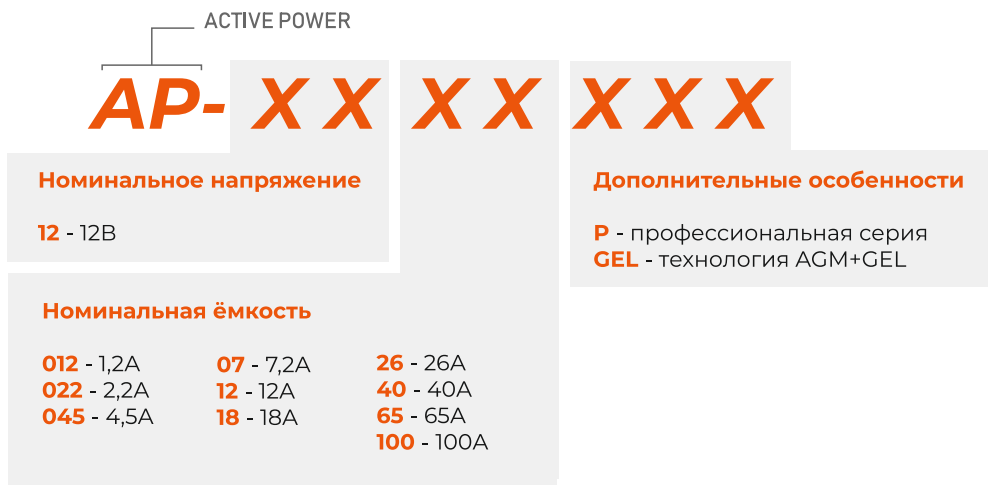 ACTIVE POWER
AP- X X X X X X X
Номинальное напряжение
12 - 12В
Дополнительные особенности
P - профессиональная серия
GEL - технология AGM+GEL
Номинальная ёмкость
012 - 1,2А
022 - 2,2А
045 - 4,5А
07 - 7,2А
12 - 12А
18 - 18А
26 - 26А
40 - 40А
65 - 65А
100 - 100А